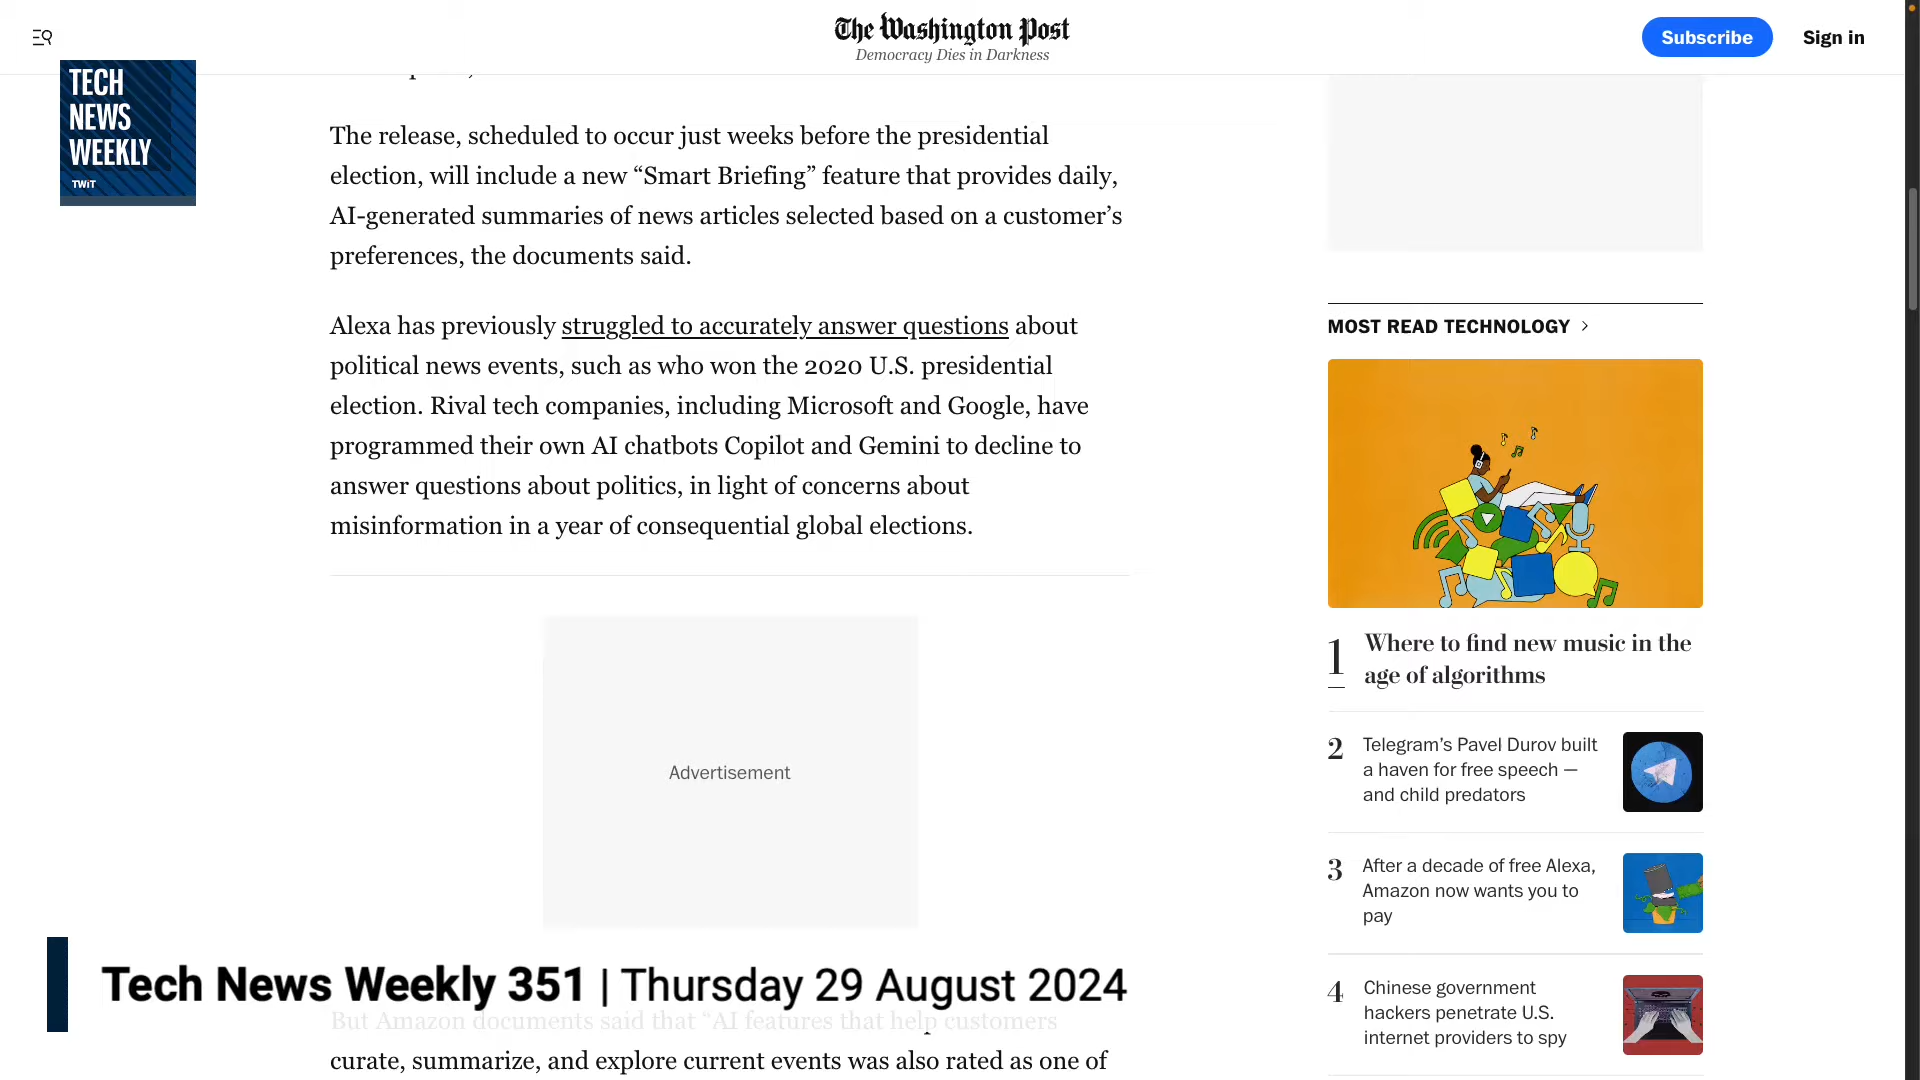 The Washington Post
Democracy Dies in Darkness
Subscribe
Sign in
TECH
NEWS
WEEKLY
TWiT
The release, scheduled to occur just weeks before the presidential
election, will include a new “Smart Briefing” feature that provides daily,
AI-generated summaries of news articles selected based on a customer’s
preferences, the documents said.
Alexa has previously struggled to accurately answer questions about
political news events, such as who won the 2020 U.S. presidential
election. Rival tech companies, including Microsoft and Google, have
programmed their own AI chatbots Copilot and Gemini to decline to
answer questions about politics, in light of concerns about
misinformation in a year of consequential global elections.
Advertisement
But Amazon documents said that “AI features that help customers
curate, summarize, and explore current events was also rated as one of
MOST READ TECHNOLOGY
1
Where to find new music in the
age of algorithms
2
Telegram’s Pavel Durov built
a haven for free speech —
and child predators
3
After a decade of free Alexa,
Amazon now wants you to
pay
4
Chinese government
hackers penetrate U.S.
internet providers to spy
Tech News Weekly 351 | Thursday 29 August 2024